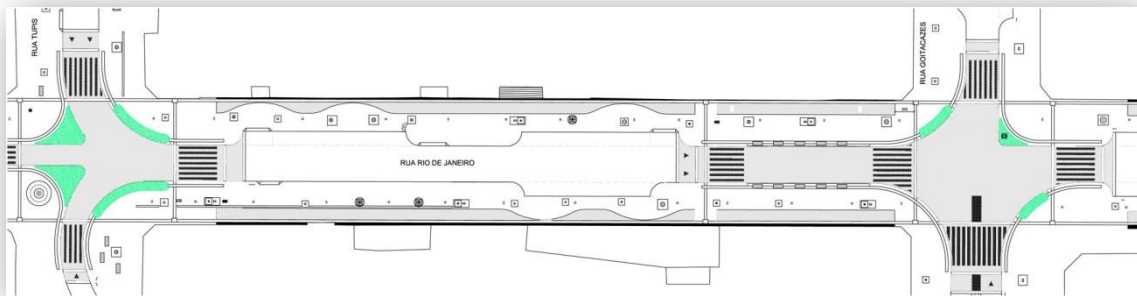 RUA TUPIS
RUA RIO DE JANEIRO
RUA GOITACAZES